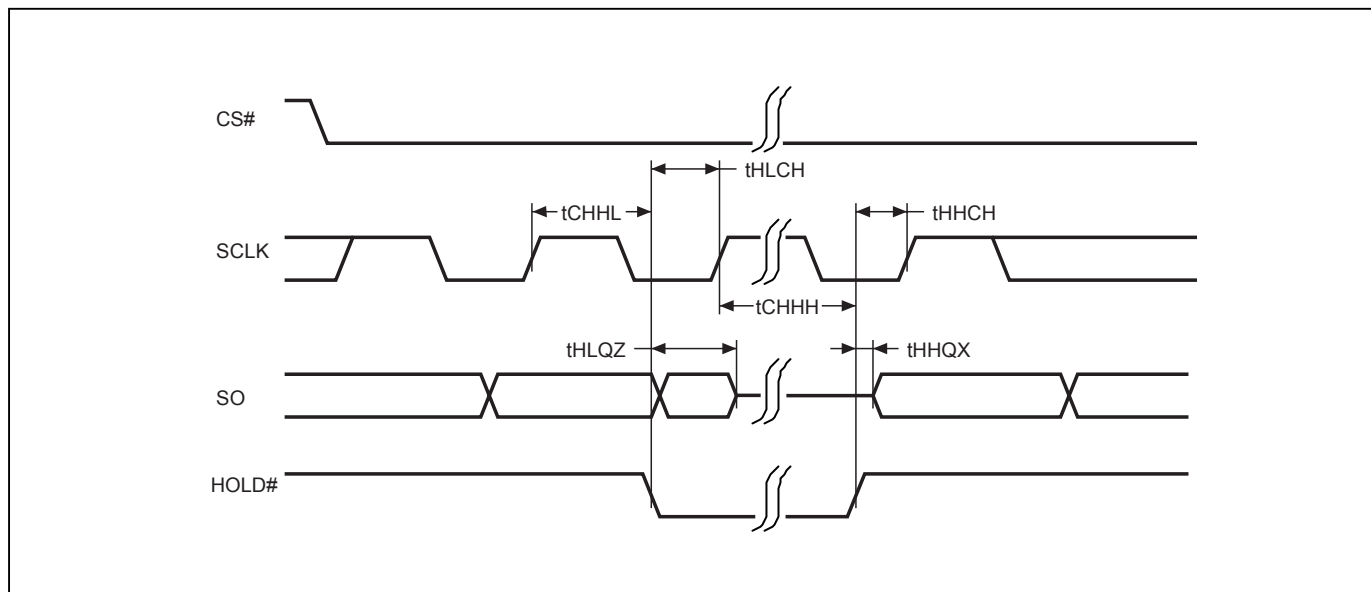 CS#
tHLCH
tCHHL
tHHCH
SCLK
tCHHH
tHLQZ
tHHQX
SO
HOLD#